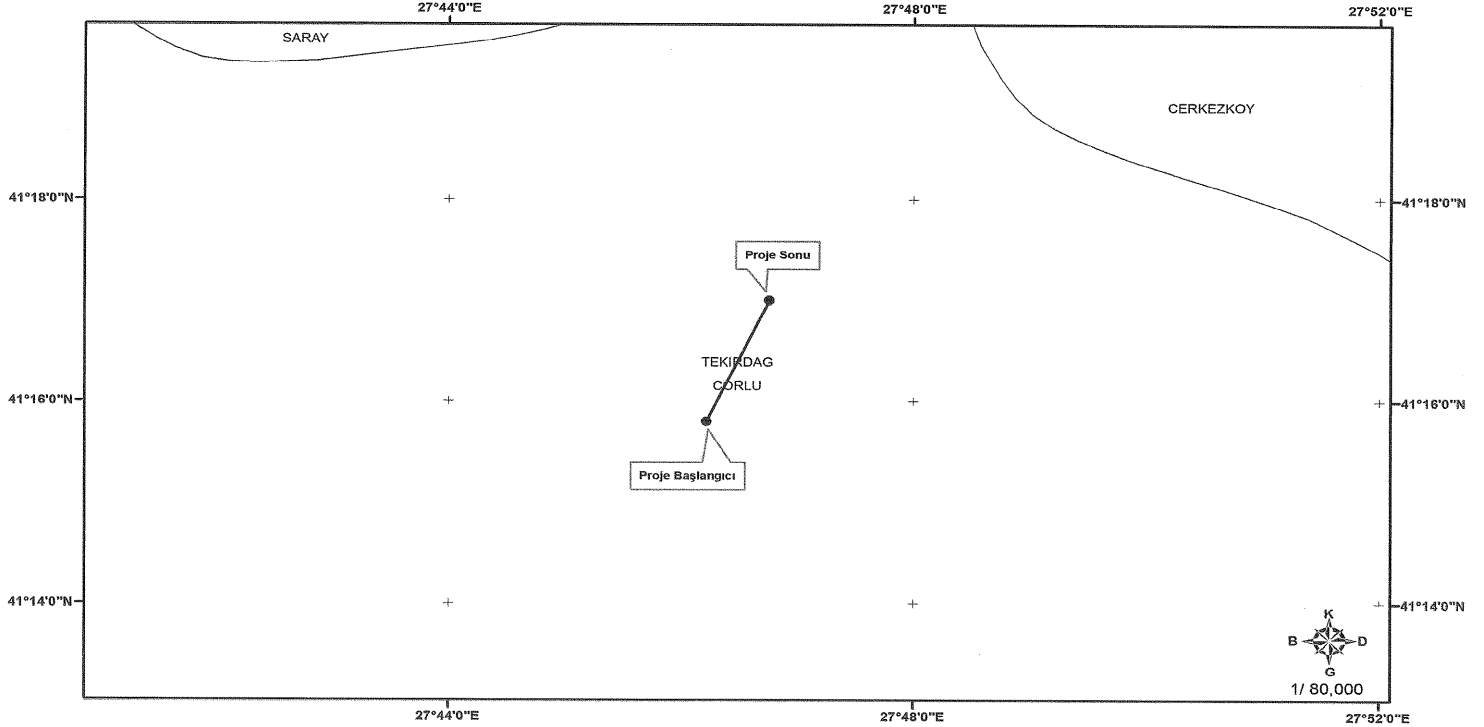 27°44'0"E
27°48'0"E
27°52'0"E
SARAY
CERKEZKOY
41°18'0"N
41°18'0"N
Proje Sonu
TEKIRDAG
CORLU
41°16'0"N
41°16'0"N
Proje Başlangıcı
41°14'0"N
41°14'0"N
K
B
D
G
1/ 80,000
27°44'0"E
27°48'0"E
27°52'0"E